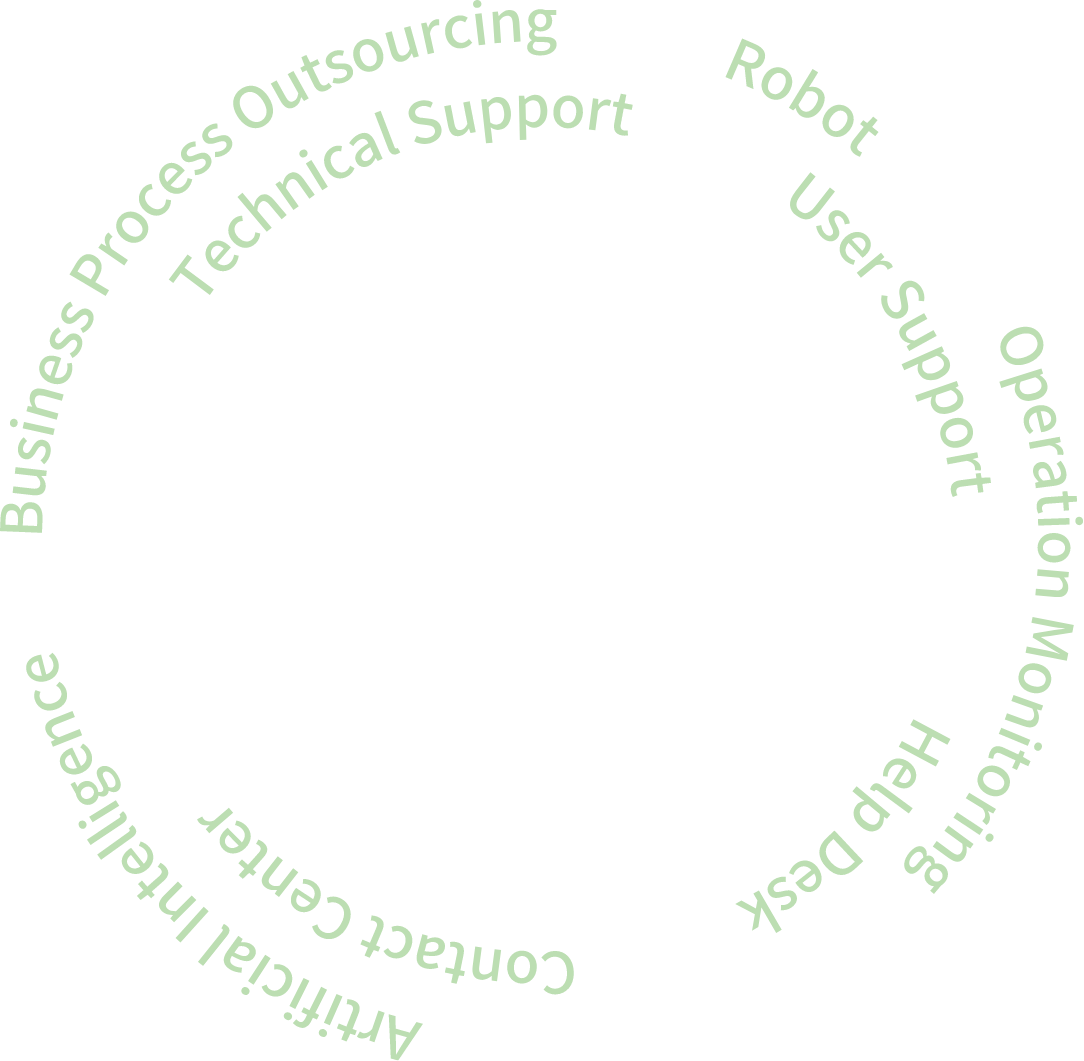 Business Process Outsourcing
Technical Support
Robot
User Support
Operation Monitoring
Help Desk
Contact Center
Artificial Intelligence